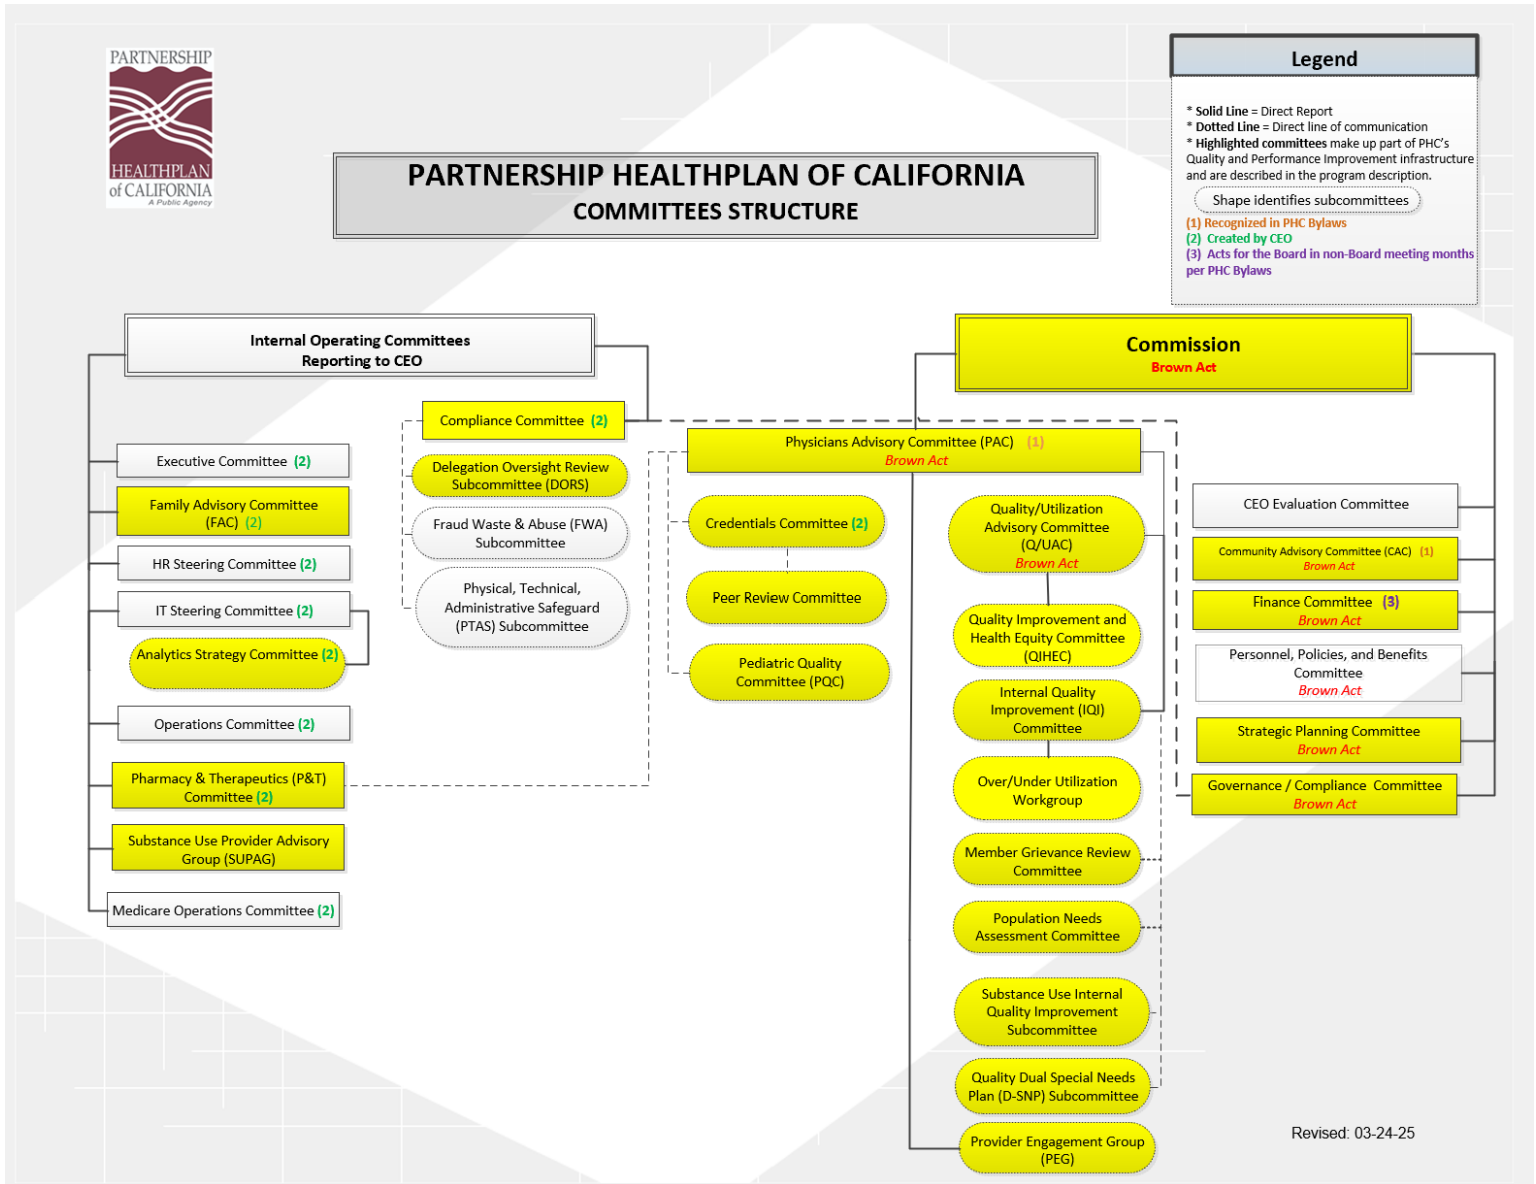 PARTNERSHIP
HEALTHPLAN
of CALIFORNIA
A Public Agency
PARTNERSHIP HEALTHPLAN OF CALIFORNIA
COMMITTEES STRUCTURE
Legend
* Solid Line = Direct Report
* Dotted Line = Direct line of communication
* Highlighted committees make up part of PHC's
Quality and Performance Improvement infrastructure
and are described in the program description.
Shape identifies subcommittees
(1) Recognized in PHC Bylaws
(2) Created by CEO
(3) Acts for the Board in non-Board meeting months
per PHC Bylaws
Internal Operating Committees
Reporting to CEO
Executive Committee (2)
Family Advisory Committee
(FAC) (2)
HR Steering Committee (2)
IT Steering Committee (2)
Analytics Strategy Committee (2)
Operations Committee (2)
Pharmacy & Therapeutics (P&T)
Committee (2)
Substance Use Provider Advisory
Group (SUPAG)
Medicare Operations Committee (2)
Compliance Committee (2)
Delegation Oversight Review
Subcommittee (DORS)
Fraud Waste & Abuse (FWA)
Subcommittee
Physical, Technical,
Administrative Safeguard
(PTAS) Subcommittee
Commission
Brown Act
Physicians Advisory Committee (PAC) (1)
Brown Act
Credentials Committee (2)
Peer Review Committee
Pediatric Quality
Committee (PQC)
Quality/Utilization
Advisory Committee
(Q/UAC)
Brown Act
Quality Improvement and
Health Equity Committee
(QIHEC)
Internal Quality
Improvement (IQI)
Committee
Over/Under Utilization
Workgroup
Member Grievance Review
Committee
Population Needs
Assessment Committee
Substance Use Internal
Quality Improvement
Subcommittee
Quality Dual Special Needs
Plan (D-SNP) Subcommittee
Provider Engagement Group
(PEG)
CEO Evaluation Committee
Community Advisory Committee (CAC) (1)
Brown Act
Finance Committee (3)
Brown Act
Personnel, Policies, and Benefits
Committee
Brown Act
Strategic Planning Committee
Brown Act
Governance / Compliance Committee
Brown Act
Revised: 03-24-25